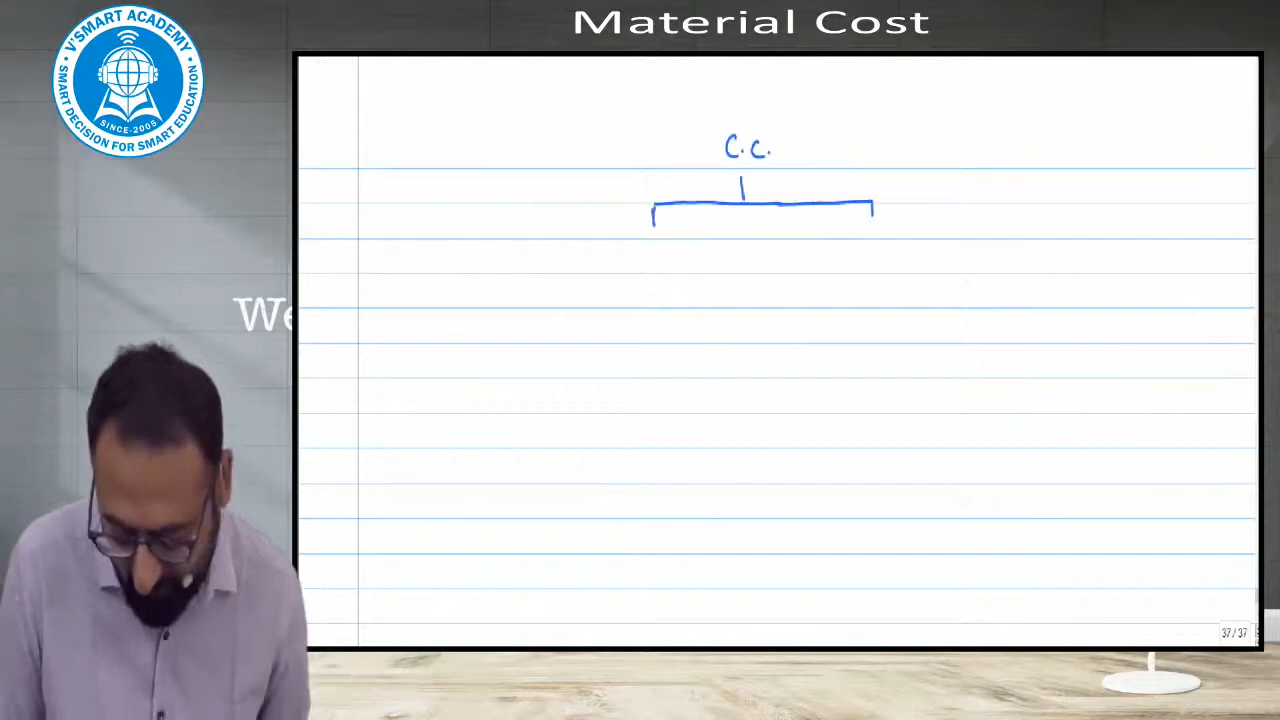 Material Cost
V'SMART ACADEMY
SINCE-2005
SMART DECISION FOR SMART EDUCATION
C.C.
We
37/37